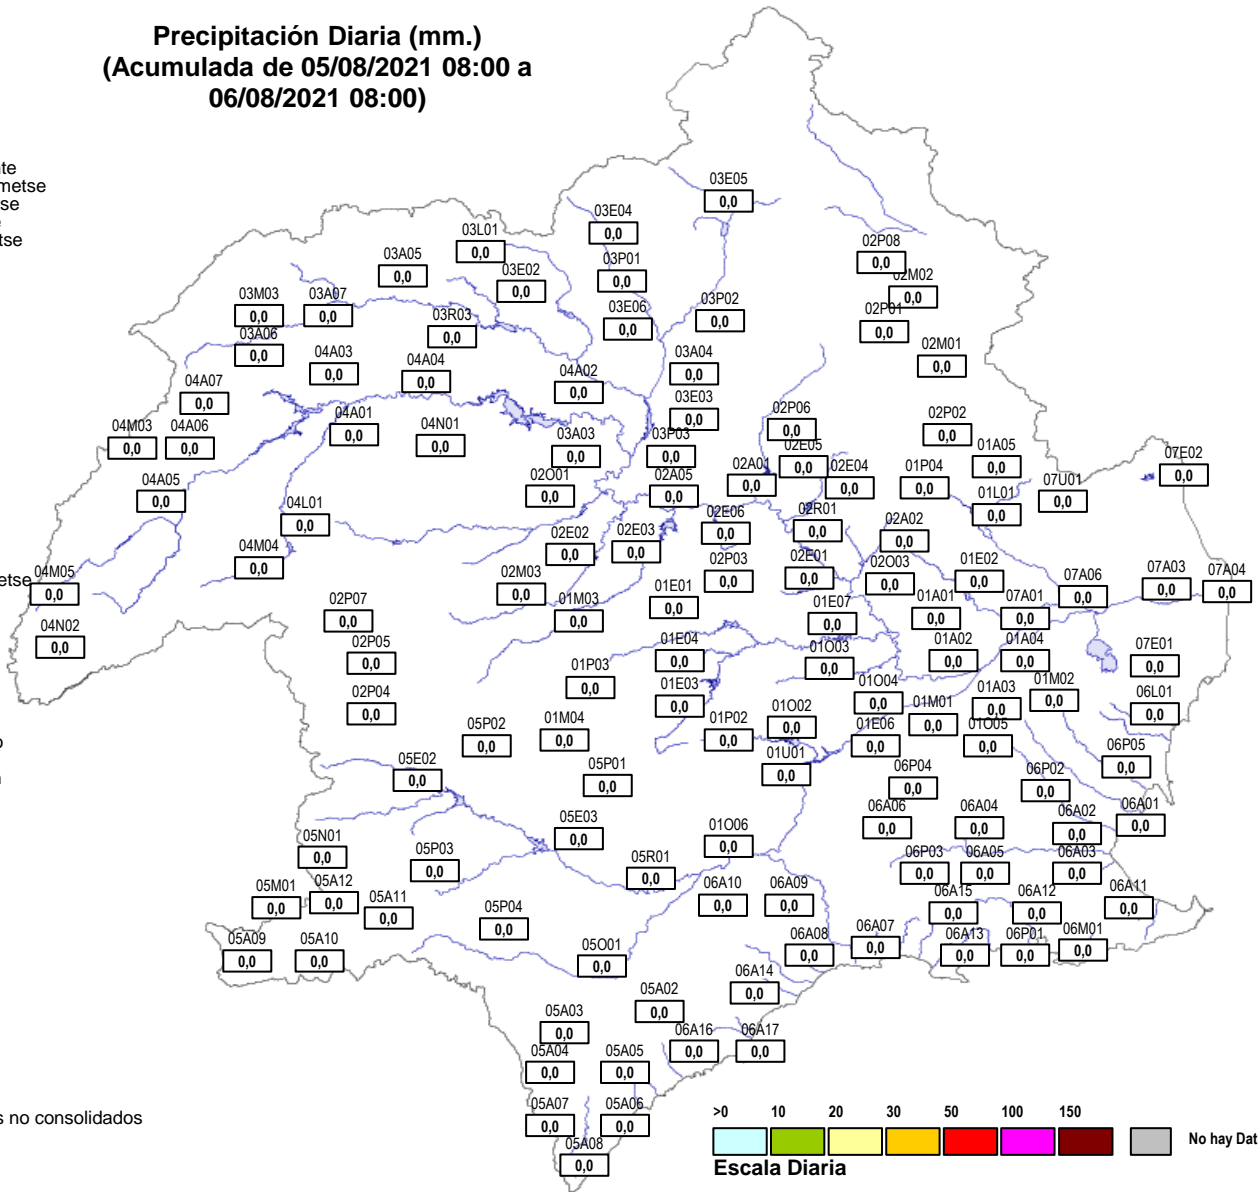 Precipitación Diaria (mm.)
(Acumulada de 05/08/2021 08:00 a
06/08/2021 08:00)
03E05
0,0
03E04
0,0
03L01
0,0
03A05
0,0
03P01
0,0
03E02
0,0
02P08
0,0
02M02
0,0
03M03
0,0
03A07
0,0
03R03
0,0
03E06
0,0
03P02
0,0
02P01
0,0
03A06
0,0
04A03
0,0
04A04
0,0
04A02
0,0
03A04
0,0
02M01
0,0
04A07
0,0
03E03
0,0
04M03
0,0
04A06
0,0
04A01
0,0
04N01
0,0
03A03
0,0
03P03
0,0
02P06
0,0
02E05
0,0
02P02
0,0
01A05
0,0
07E02
0,0
04A05
0,0
02O01
0,0
02A05
0,0
02A01
0,0
02E04
0,0
01P04
0,0
01L01
0,0
07U01
0,0
04L01
0,0
02E06
0,0
02R01
0,0
02A02
0,0
04M04
0,0
02E02
0,0
02E03
0,0
metse
04M05
0,0
02M03
0,0
02P03
0,0
02E01
0,0
02O03
0,0
01E02
0,0
07A06
0,0
07A03
0,0
07A04
0,0
02P07
0,0
01M03
0,0
01E01
0,0
01E07
0,0
01A01
0,0
07A01
0,0
04N02
0,0
02P05
0,0
01E04
0,0
01O03
0,0
01A02
0,0
01A04
0,0
07E01
0,0
01P03
0,0
01E03
0,0
01O04
0,0
01A03
0,0
01M02
0,0
06L01
0,0
02P04
0,0
05P02
0,0
01M04
0,0
01P02
0,0
01O02
0,0
01E06
0,0
01M01
0,0
01O05
0,0
05E02
0,0
05P01
0,0
01U01
0,0
06P04
0,0
06P02
0,0
06P05
0,0
05E03
0,0
01O06
0,0
06A06
0,0
06A04
0,0
06A02
0,0
06A01
0,0
05N01
0,0
05P03
0,0
05R01
0,0
06P03
0,0
06A05
0,0
06A03
0,0
05M01
0,0
05A12
0,0
05A11
0,0
05P04
0,0
06A10
0,0
06A09
0,0
06A15
0,0
06A12
0,0
06A11
0,0
05A09
0,0
05A10
0,0
05O01
0,0
06A08
0,0
06A07
0,0
06A13
0,0
06P01
0,0
06M01
0,0
05A02
0,0
06A14
0,0
05A03
0,0
06A16
0,0
06A17
0,0
05A04
0,0
05A05
0,0
05A07
0,0
05A06
0,0
05A08
0,0
s no consolidados
>0 10 20 30 50 100 150
No hay Dat
Escala Diaria